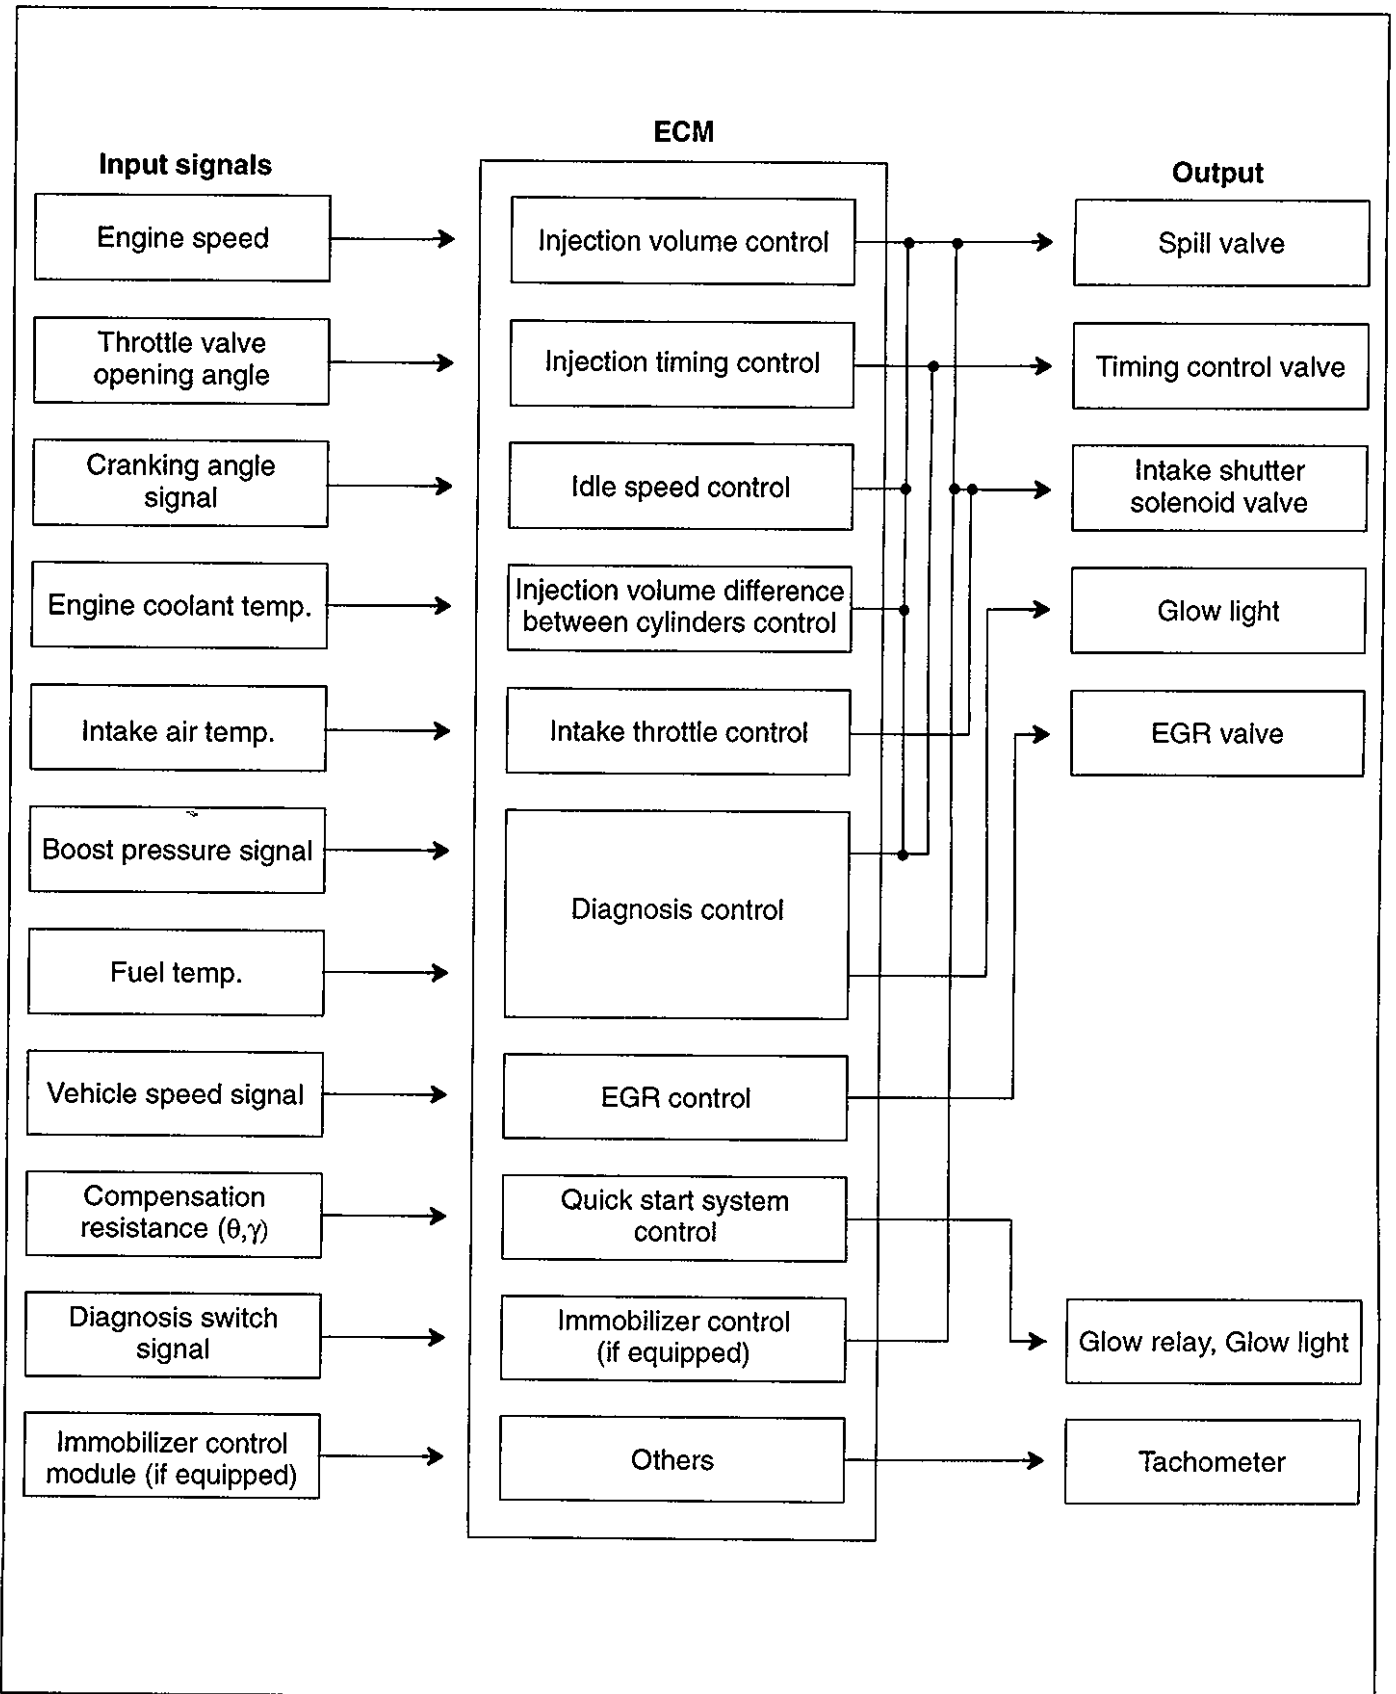 ECM
Input signals
Output
Engine speed
Injection volume control
Spill valve
Throttle valve
opening angle
Injection timing control
Timing control valve
Cranking angle
signal
Idle speed control
Intake shutter
solenoid valve
Engine coolant temp.
Injection volume difference
between cylinders control
Glow light
Intake air temp.
Intake throttle control
EGR valve
Boost pressure signal
Diagnosis control
Fuel temp.
Vehicle speed signal
EGR control
Compensation
resistance (θ,γ)
Quick start system
control
Diagnosis switch
signal
Immobilizer control
(if equipped)
Glow relay, Glow light
Immobilizer control
module (if equipped)
Others
Tachometer